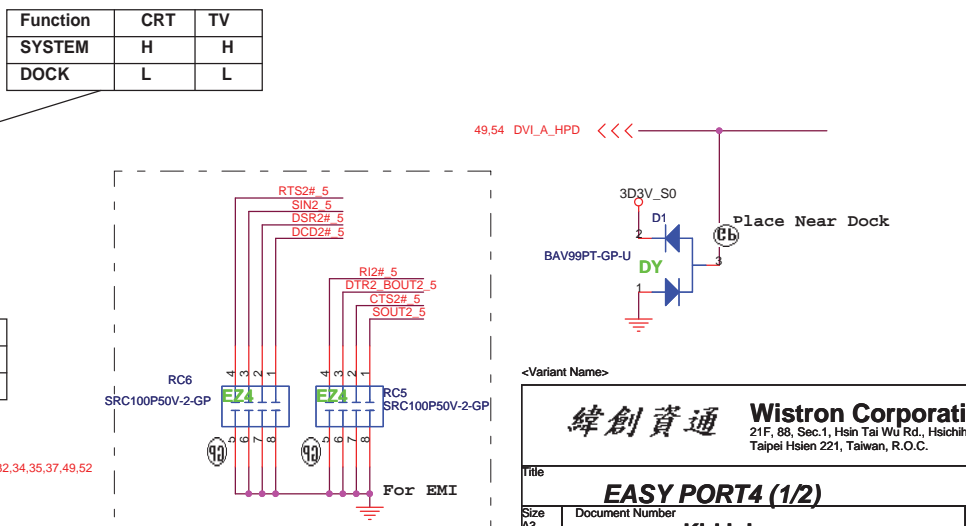 Function CRT TV
SYSTEM H H
DOCK L L
49,54 DVI_A_HPD
3D3V_S0
D1
2
Place Near Dock
BAV99PT-GP-U
DY
3
1
RTS2#_5
SIN2_5
DSR2#_5
DCD2#_5
RI2#_5
DTR2_BOUT2_5
CTS2#_5
SOUT2_5
4 3 2 1
4 3 2 1
RC6
SRC100P50V-2-GP
EZ4
EZ4
RC5
SRC100P50V-2-GP
5 6 7 8
5 6 7 8
32,34,35,37,49,52
For EMI
<Variant Name>
緯創資通
Wistron Corporati
21F, 88, Sec.1, Hsin Tai Wu Rd., Hsichih
Taipei Hsien 221, Taiwan, R.O.C.
Title
EASY PORT4 (1/2)
Size
Document Number
A3